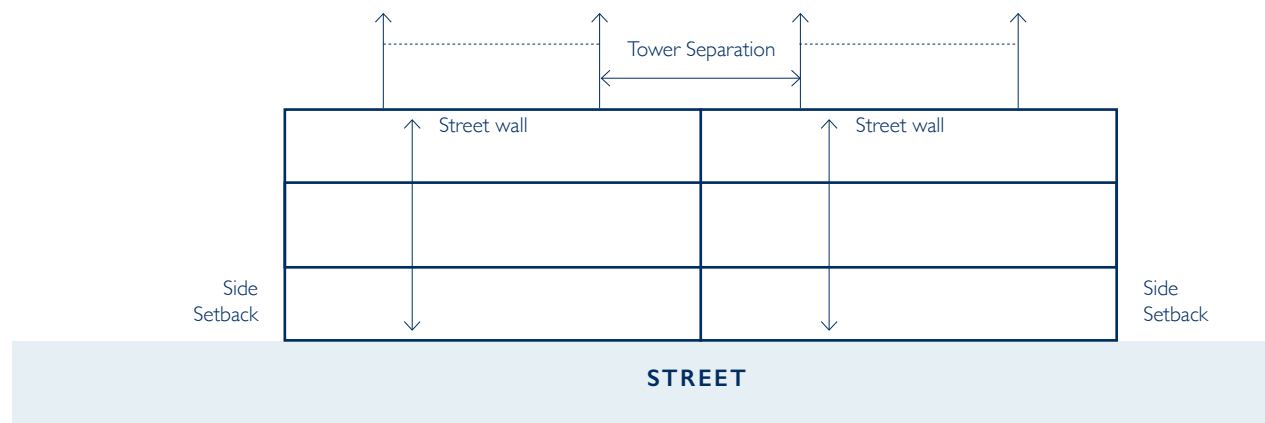 Tower Separation
Street wall
Street wall
Side
Setback
Side
Setback
STREET